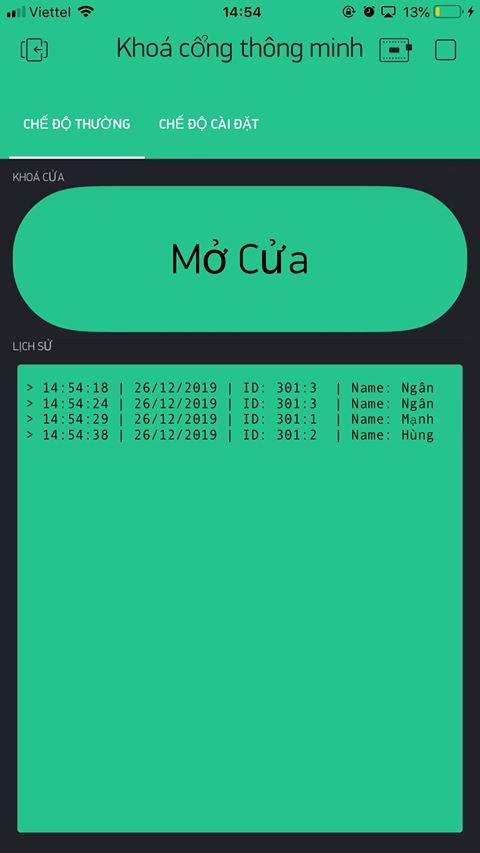 Viettel 14:54 13%
Khoá cổng thông minh
CHẾ ĐỘ THƯỜNG CHẾ ĐỘ CÀI ĐẶT
KHOÁ CỬA
Mở Cửa
LỊCH SỬ
> 14:54:18 | 26/12/2019 | ID: 301:3 | Name: Ngân
> 14:54:24 | 26/12/2019 | ID: 301:3 | Name: Ngân
> 14:54:29 | 26/12/2019 | ID: 301:1 | Name: Mạnh
> 14:54:38 | 26/12/2019 | ID: 301:2 | Name: Hùng